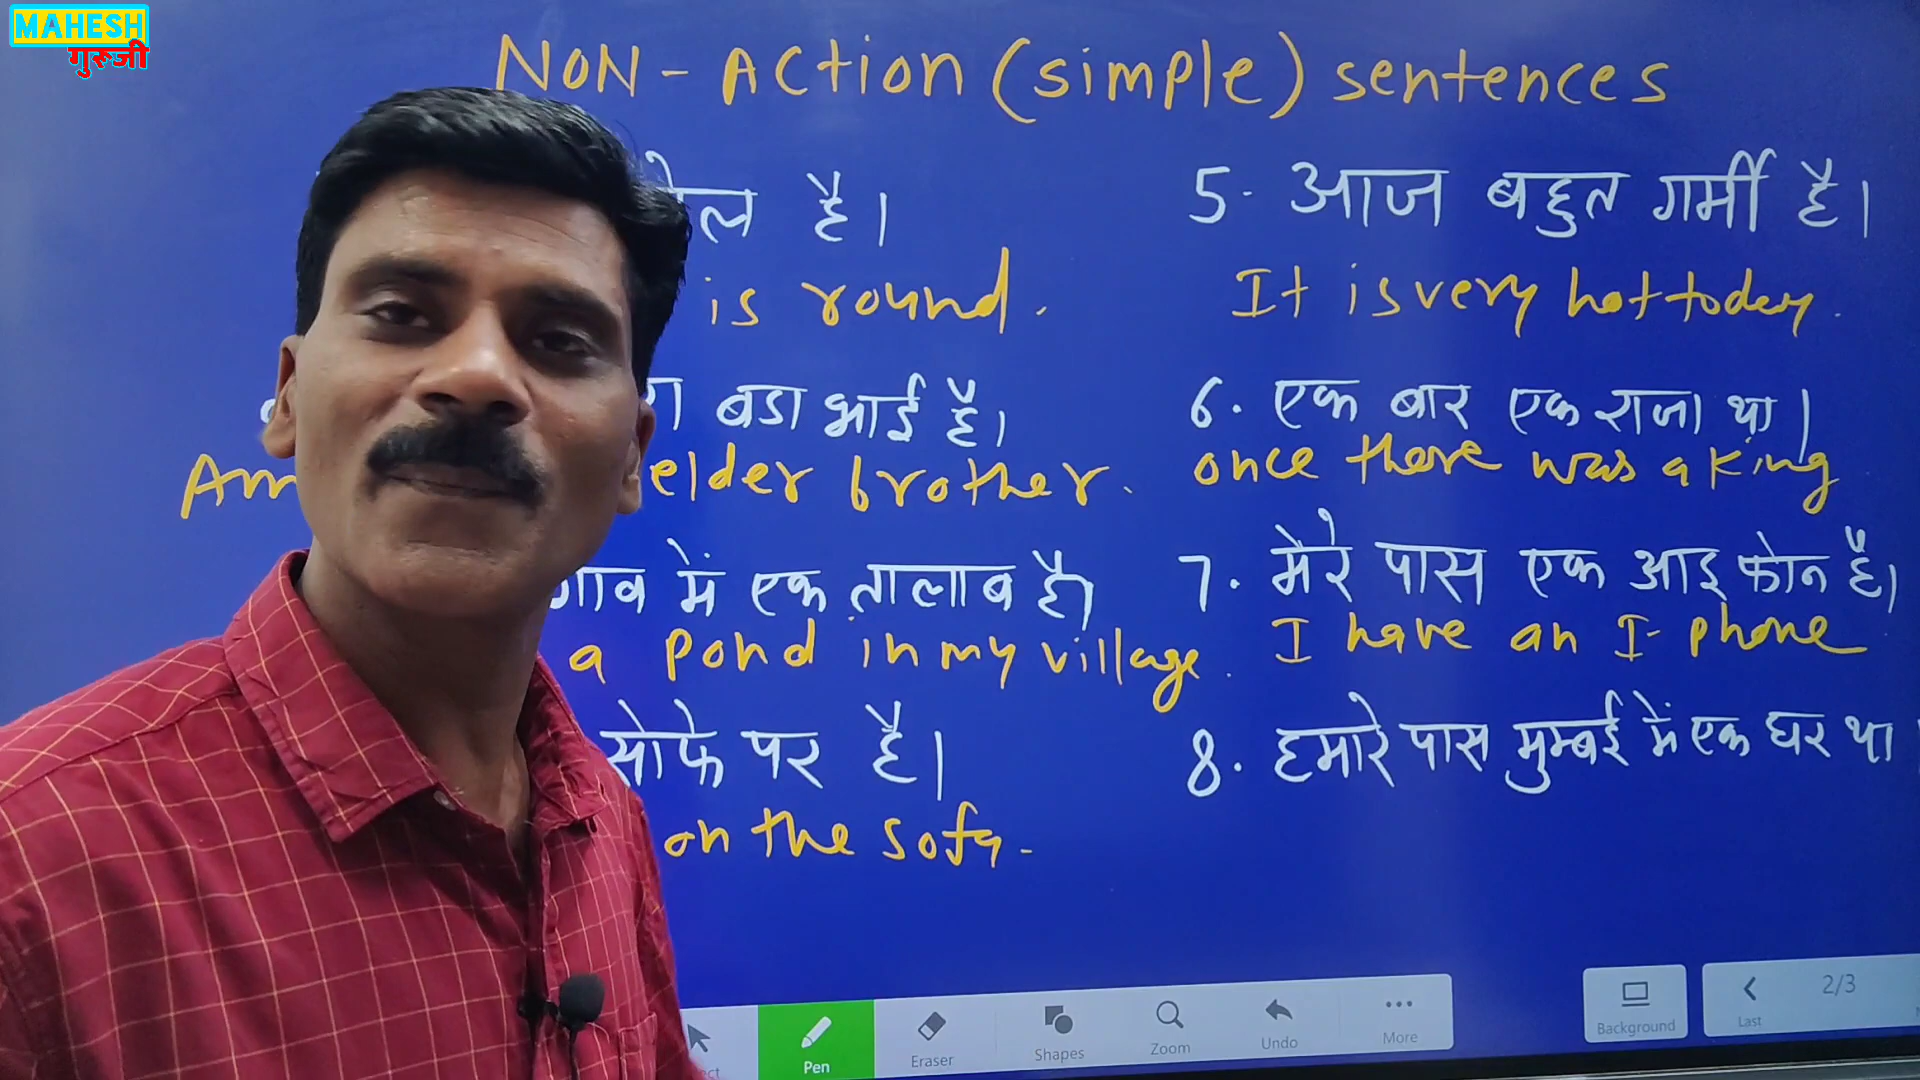 MAHESH
गुरूजी
NON - ACtion (simple) sentences
है।
is round.
बडा भाई है।
Am elder brother.
गाव में एक तालाब है।
a pond in my village.
सोफे पर है।
on the sofa.
5. आज बहुत गर्मी है।
It is very hot today.
6. एक बार एक राजा था।
once there was a king
7. मेरे पास एक आइ फोन है।
I have an I-phone
8. हमारे पास मुम्बई में एक घर था
Pen
Eraser
Shapes
Zoom
Undo
More
Background
Last
2/3